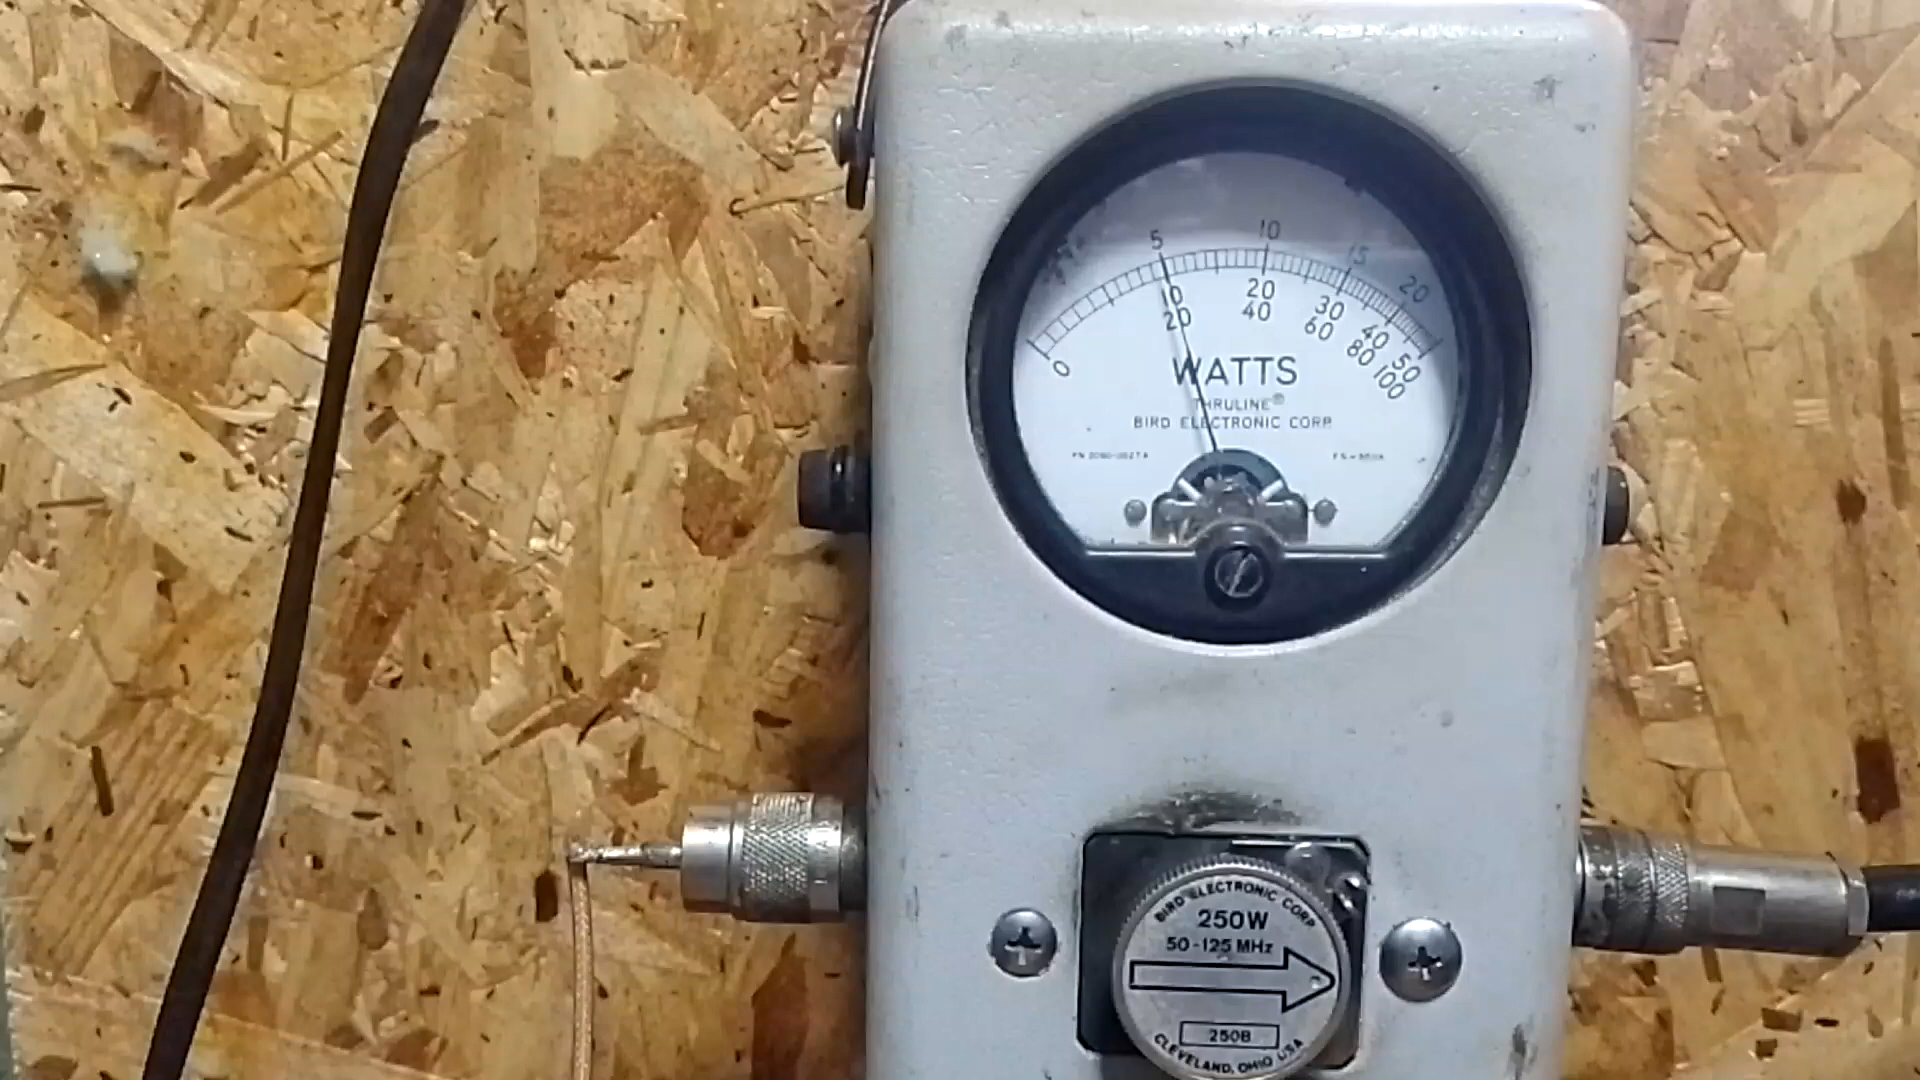 5 10 15 20
10 20 30 40 50
0 20 40 60 80 100
WATTS
THRULINE®
BIRD ELECTRONIC CORP.
BIRD ELECTRONIC CORP.
250W
50-125 MHz
250B
CLEVELAND, OHIO USA